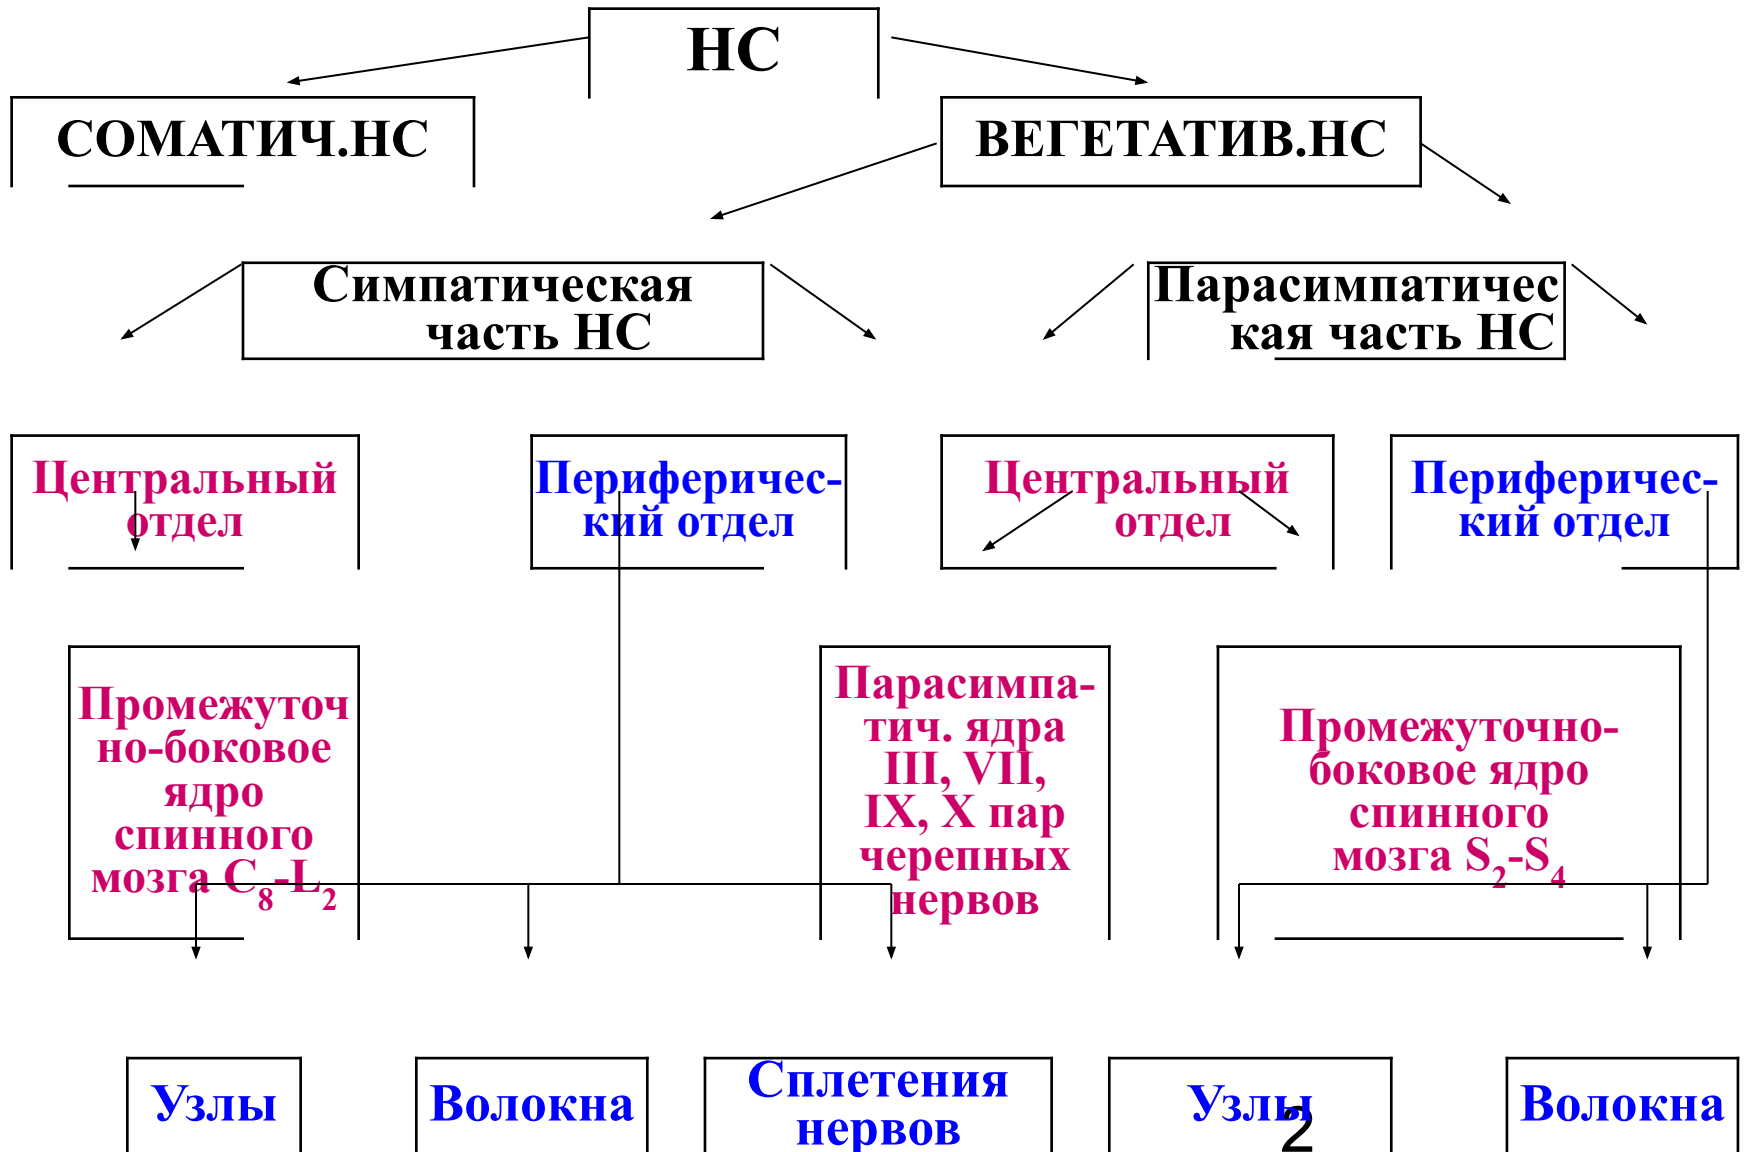 НС
СОМАТИЧ.НС
ВЕГЕТАТИВ.НС
Симпатическая
часть НС
Парасимпатичес
кая часть НС
Центральный
отдел
Периферичес-
кий отдел
Центральный
отдел
Периферичес-
кий отдел
Промежуточ
но-боковое
ядро
спинного
мозга C₈-L₂
Парасимпа-
тич. ядра
III, VII,
IX, X пар
черепных
нервов
Промежуточно-
боковое ядро
спинного
мозга S₂-S₄
Узлы
Волокна
Сплетения
нервов
Узлы
Волокна
2